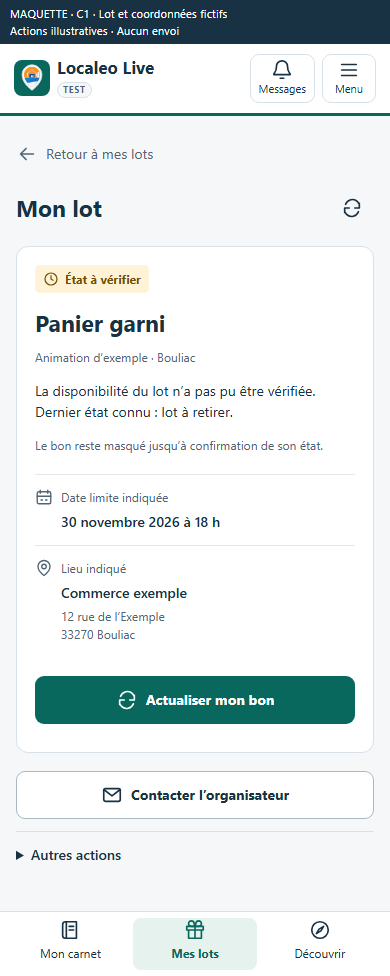 MAQUETTE · C1 · Lot et coordonnées fictifs
Actions illustratives · Aucun envoi
Localeo Live
TEST
Messages
Menu
Retour à mes lots
Mon lot
État à vérifier
Panier garni
Animation d’exemple · Bouliac
La disponibilité du lot n’a pas pu être vérifiée.
Dernier état connu : lot à retirer.
Le bon reste masqué jusqu’à confirmation de son état.
Date limite indiquée
30 novembre 2026 à 18 h
Lieu indiqué
Commerce exemple
12 rue de l’Exemple
33270 Bouliac
Actualiser mon bon
Contacter l’organisateur
Autres actions
Mon carnet
Mes lots
Découvrir